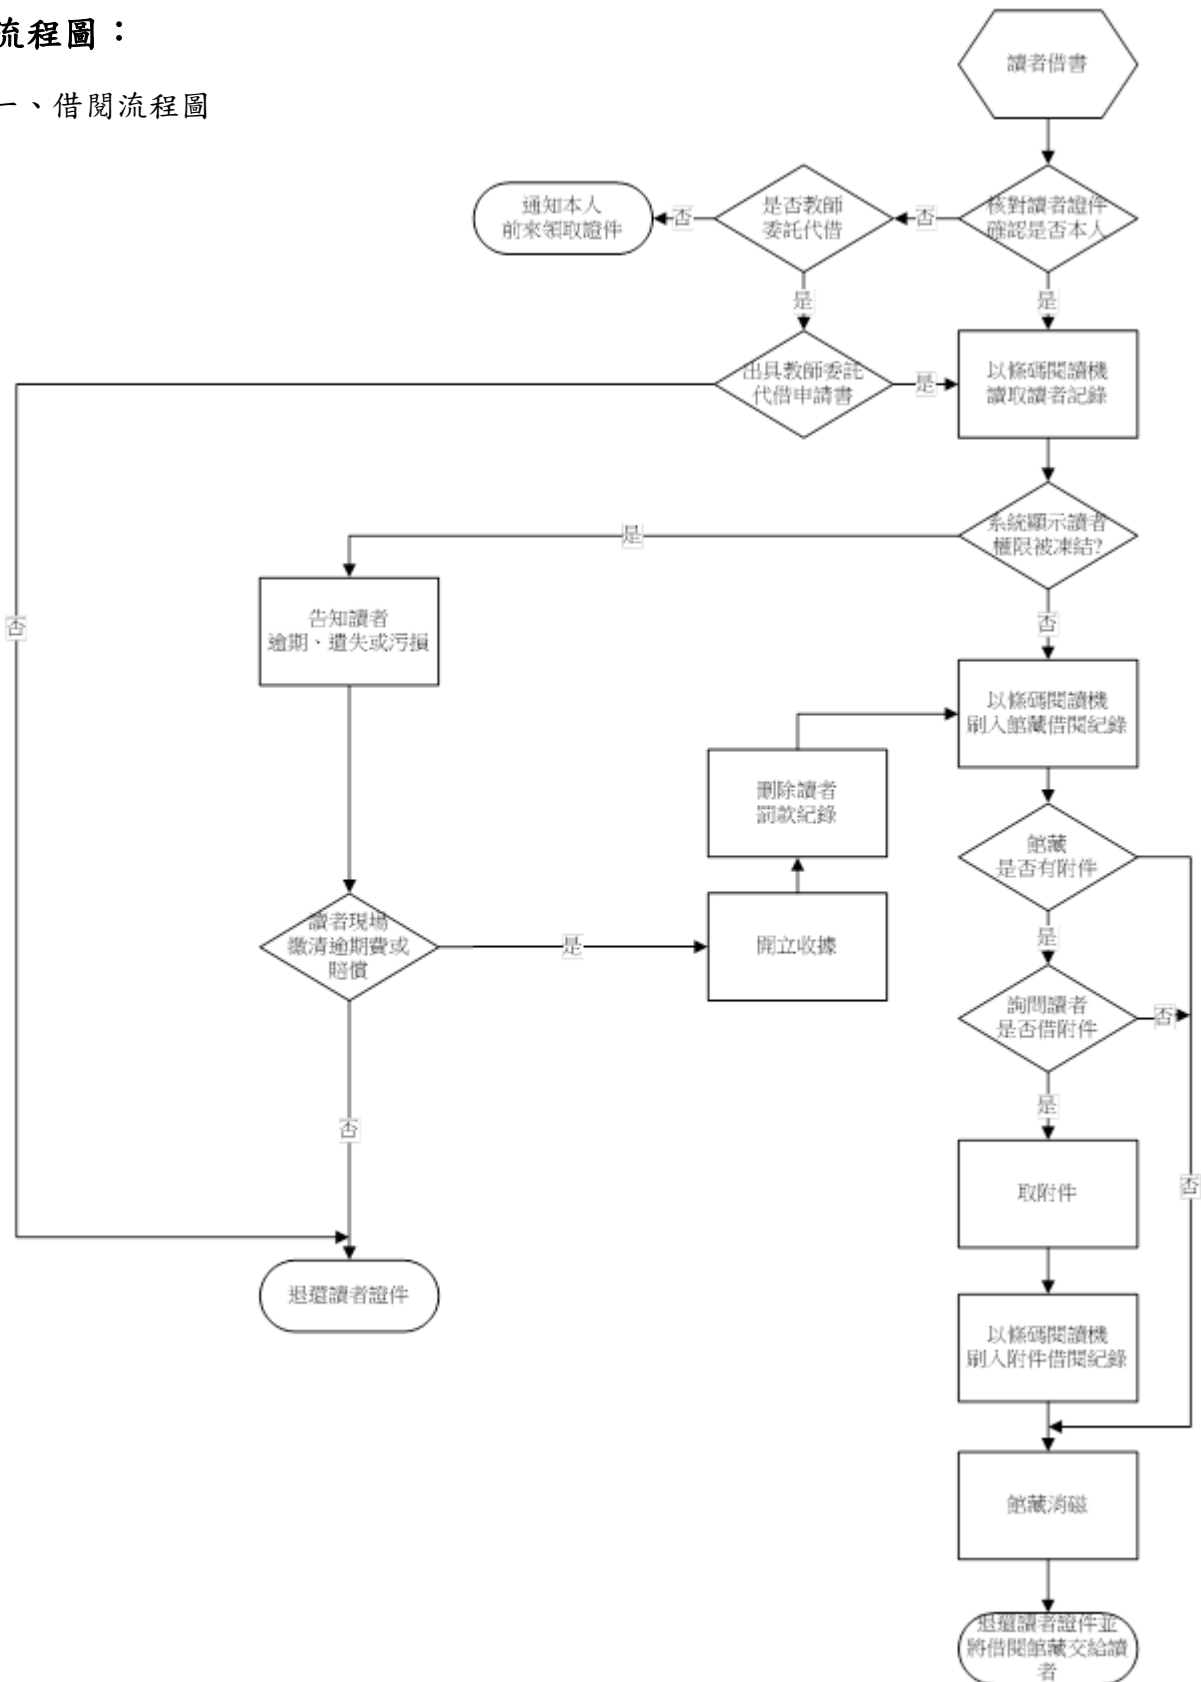 流程圖：
一、借閱流程圖
讀者借書
通知本人
前來領取證件
否
是否教師
委託代借
否
核對讀者證件
確認是否本人
是
是
出具教師委託
代借申請書
是
以條碼閱讀機
讀取讀者記錄
系統顯示讀者
權限被凍結?
是
否
告知讀者
逾期、遺失或污損
否
以條碼閱讀機
刷入館藏借閱紀錄
刪除讀者
罰款紀錄
館藏
是否有附件
是
讀者現場
繳清逾期費或
賠償
是
開立收據
詢問讀者
是否借附件
否
是
否
取附件
否
退還讀者證件
以條碼閱讀機
刷入附件借閱紀錄
館藏消磁
退還讀者證件並
將借閱館藏交給讀
者